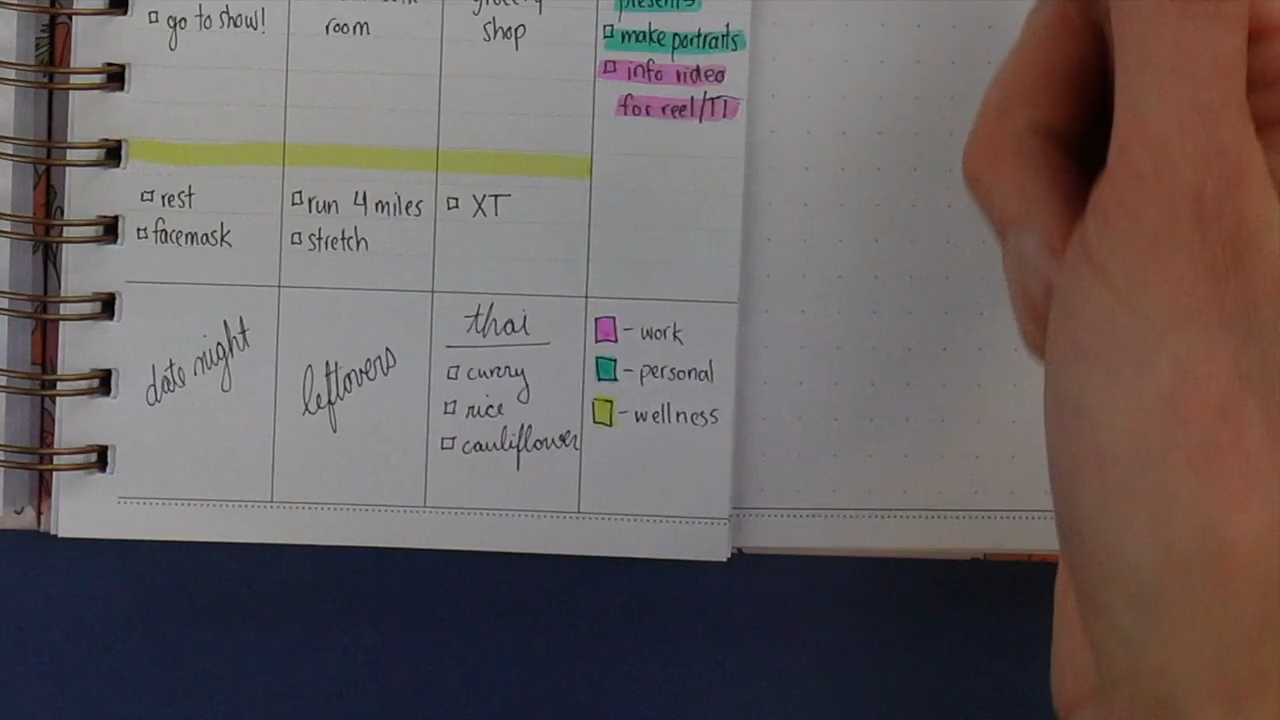 go to show!
room
shop
presents
make portraits
info video
for reel/TT
rest
facemask
run 4 miles
stretch
XT
date night
leftovers
thai
curry
rice
cauliflower
- work
- personal
- wellness